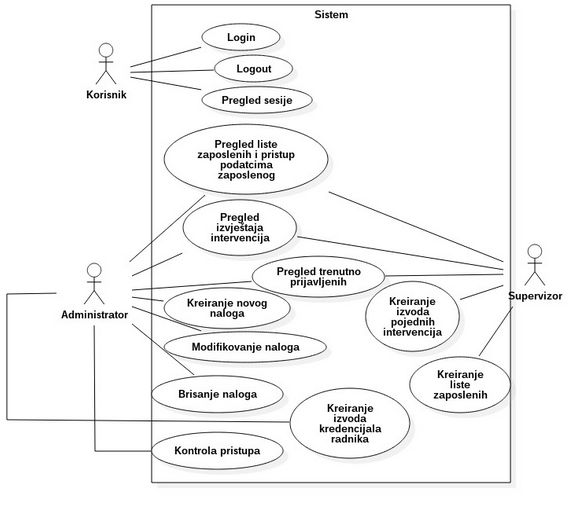 Sistem
Login
Logout
Korisnik
Pregled sesije
Pregled liste
zaposlenih i pristup
podatcima
zaposlenog
Pregled
izvještaja
intervencija
Pregled trenutno
prijavljenih
Supervizor
Administrator
Kreiranje novog
naloga
Kreiranje
izvoda
pojednih
intervencija
Modifikovanje naloga
Kreiranje
liste
zaposlenih
Brisanje naloga
Kreiranje
izvoda
kredencijala
radnika
Kontrola pristupa